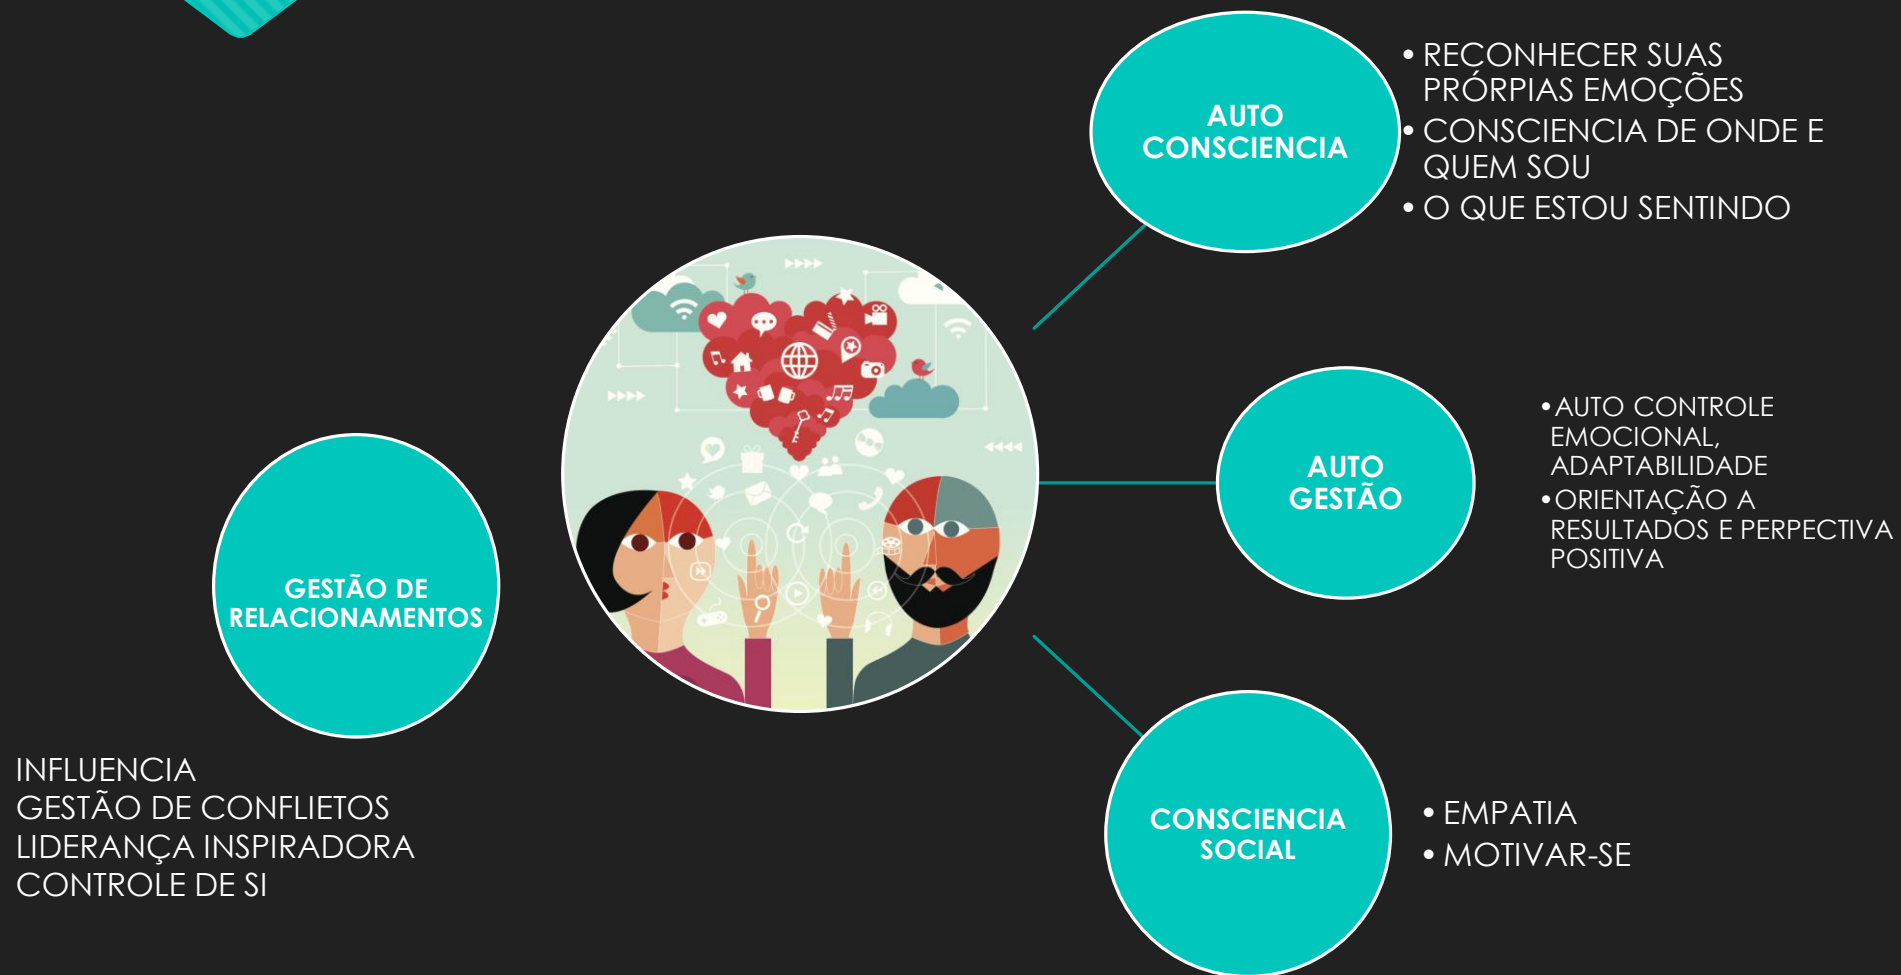 AUTO
CONSCIENCIA
• RECONHECER SUAS
PRÓRPIAS EMOÇÕES
• CONSCIENCIA DE ONDE E
QUEM SOU
• O QUE ESTOU SENTINDO
AUTO
GESTÃO
• AUTO CONTROLE
EMOCIONAL,
ADAPTABILIDADE
• ORIENTAÇÃO A
RESULTADOS E PERPECTIVA
POSITIVA
CONSCIENCIA
SOCIAL
• EMPATIA
• MOTIVAR-SE
GESTÃO DE
RELACIONAMENTOS
INFLUENCIA
GESTÃO DE CONFLIETOS
LIDERANÇA INSPIRADORA
CONTROLE DE SI